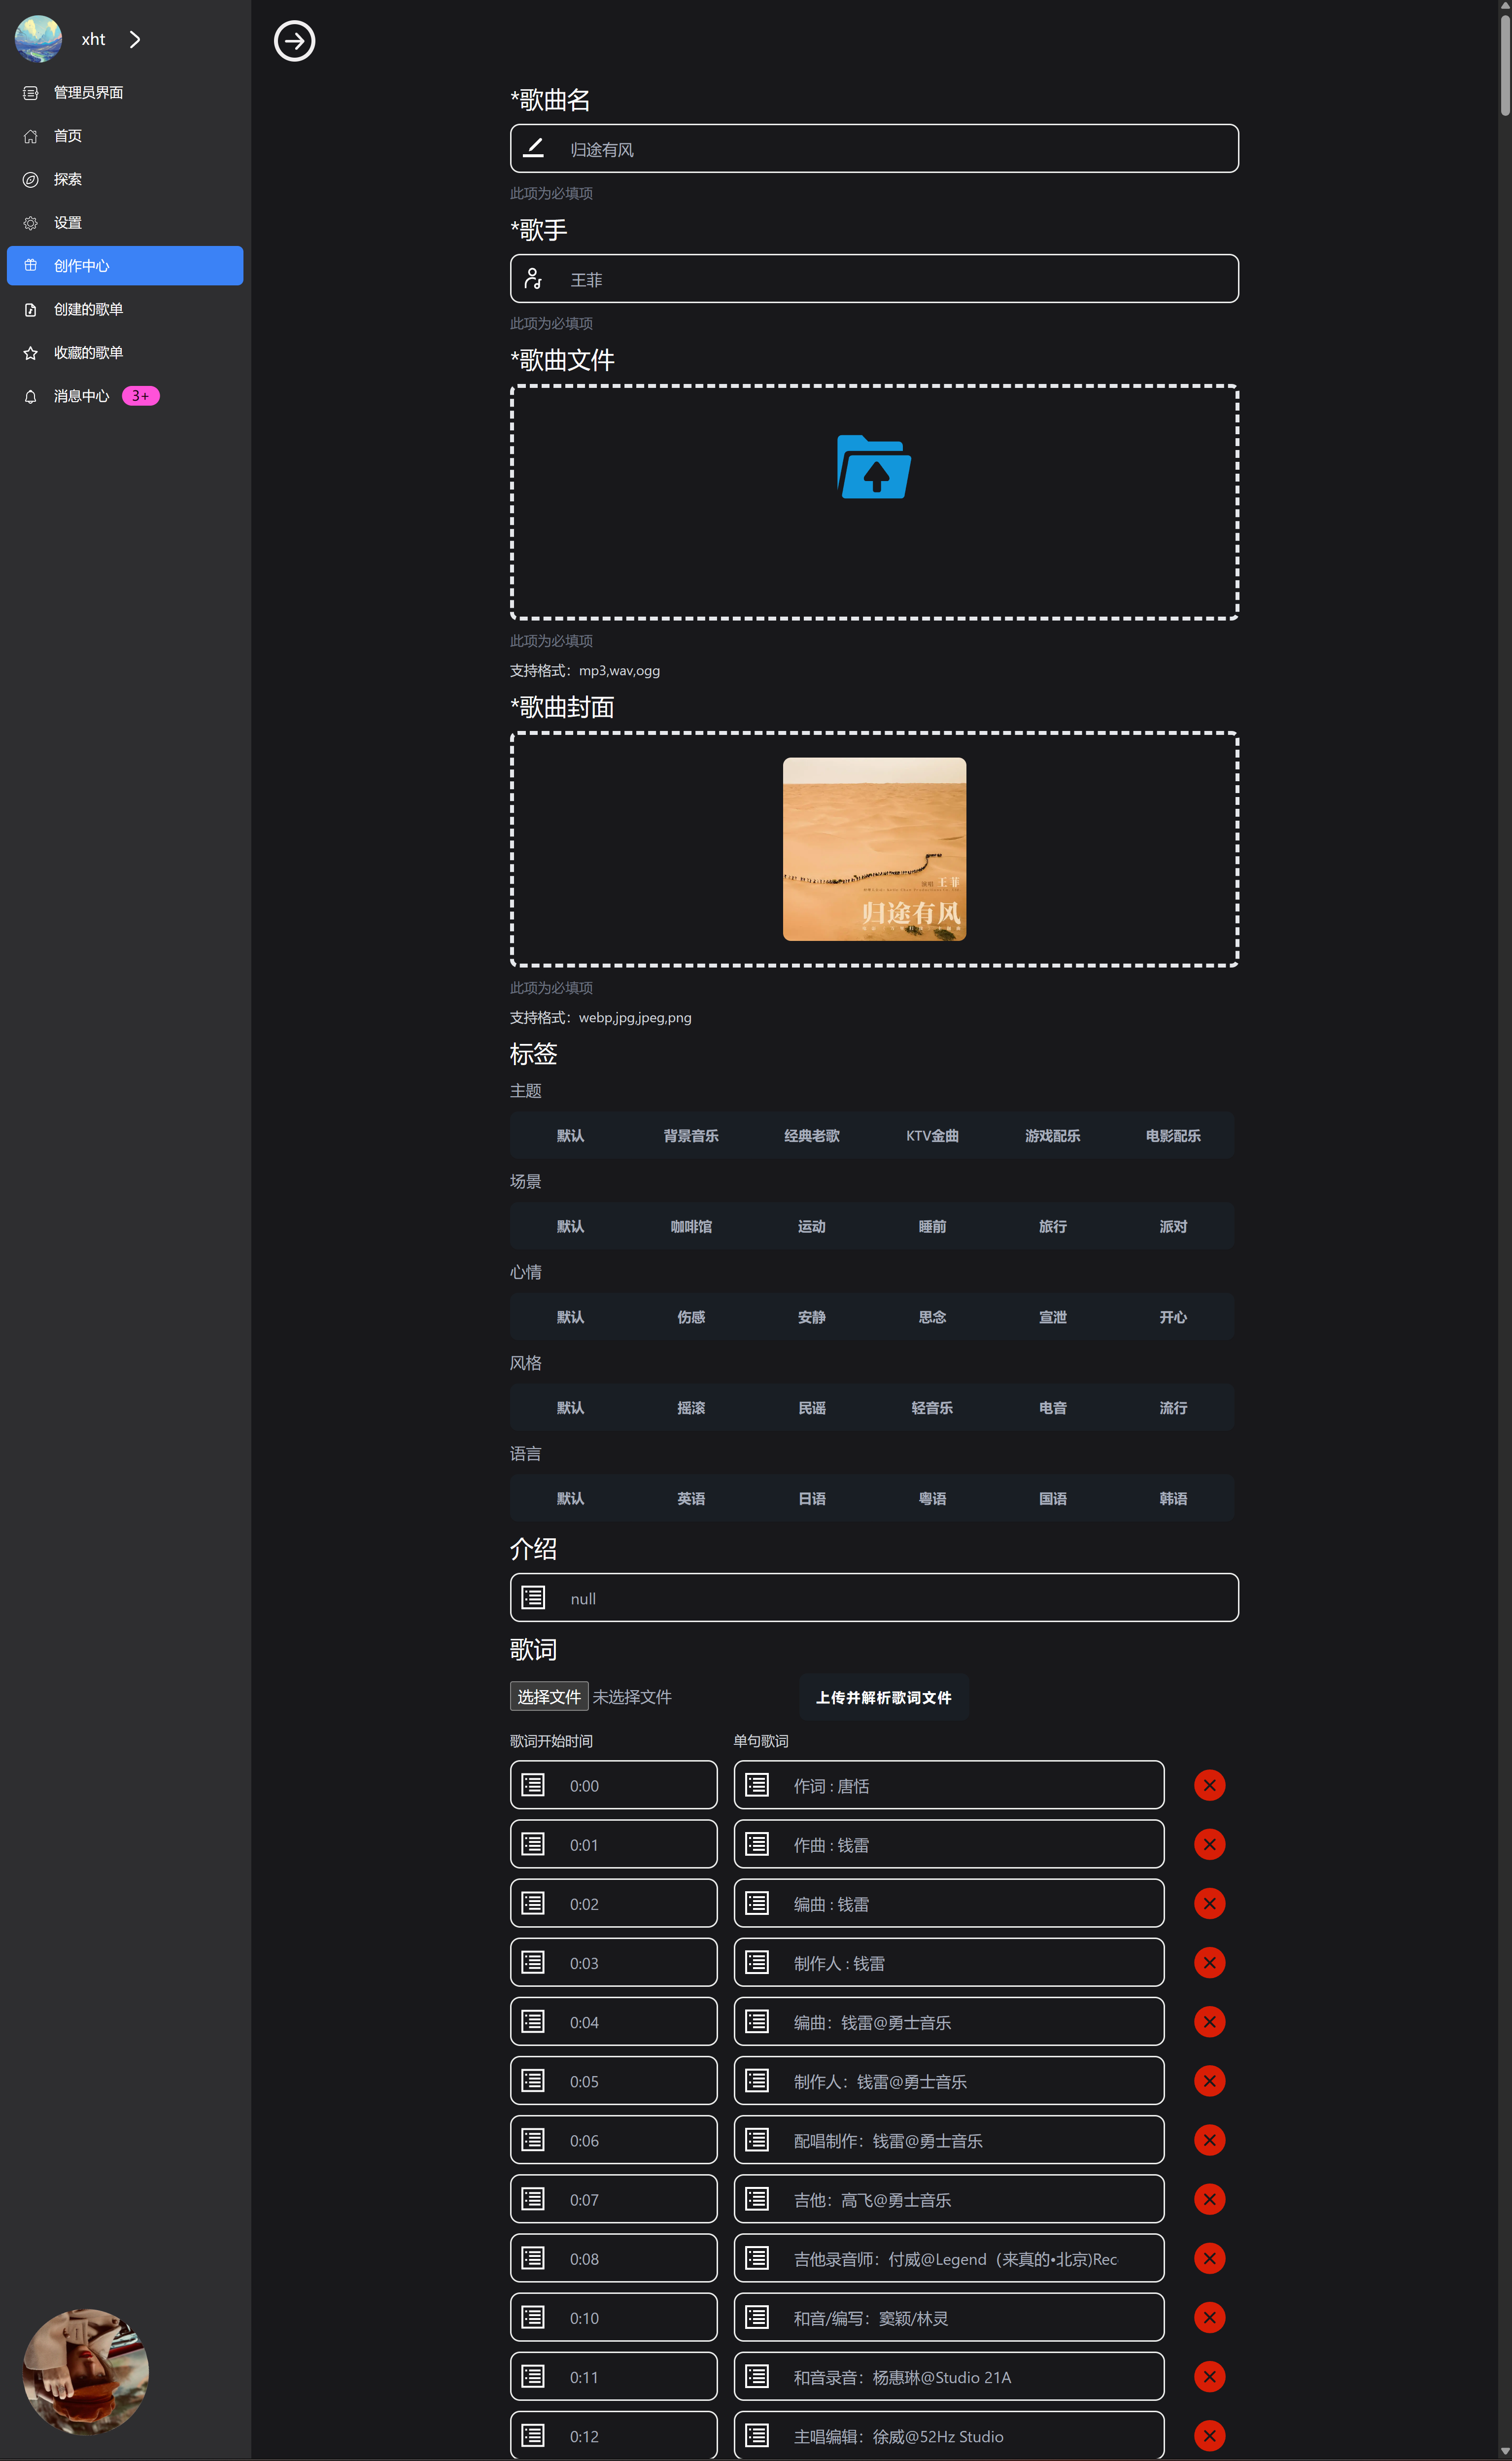 xht
管理员界面
首页
探索
设置
创作中心
创建的歌单
收藏的歌单
消息中心 3+
*歌曲名
归途有风
此项为必填项
*歌手
王菲
此项为必填项
*歌曲文件
此项为必填项
支持格式：mp3,wav,ogg
*歌曲封面
王菲
归途有风
此项为必填项
支持格式：webp,jpg,jpeg,png
标签
主题
默认 背景音乐 经典老歌 KTV金曲 游戏配乐 电影配乐
场景
默认 咖啡馆 运动 睡前 旅行 派对
心情
默认 伤感 安静 思念 宣泄 开心
风格
默认 摇滚 民谣 轻音乐 电音 流行
语言
默认 英语 日语 粤语 国语 韩语
介绍
null
歌词
选择文件 未选择文件 上传并解析歌词文件
歌词开始时间 单句歌词
0:00 作词 : 唐恬
0:01 作曲 : 钱雷
0:02 编曲 : 钱雷
0:03 制作人 : 钱雷
0:04 编曲：钱雷@勇士音乐
0:05 制作人：钱雷@勇士音乐
0:06 配唱制作：钱雷@勇士音乐
0:07 吉他：高飞@勇士音乐
0:08 吉他录音师：付威@Legend（来真的•北京)Rec
0:10 和音/编写：窦颖/林灵
0:11 和音录音：杨惠琳@Studio 21A
0:12 主唱编辑：徐威@52Hz Studio